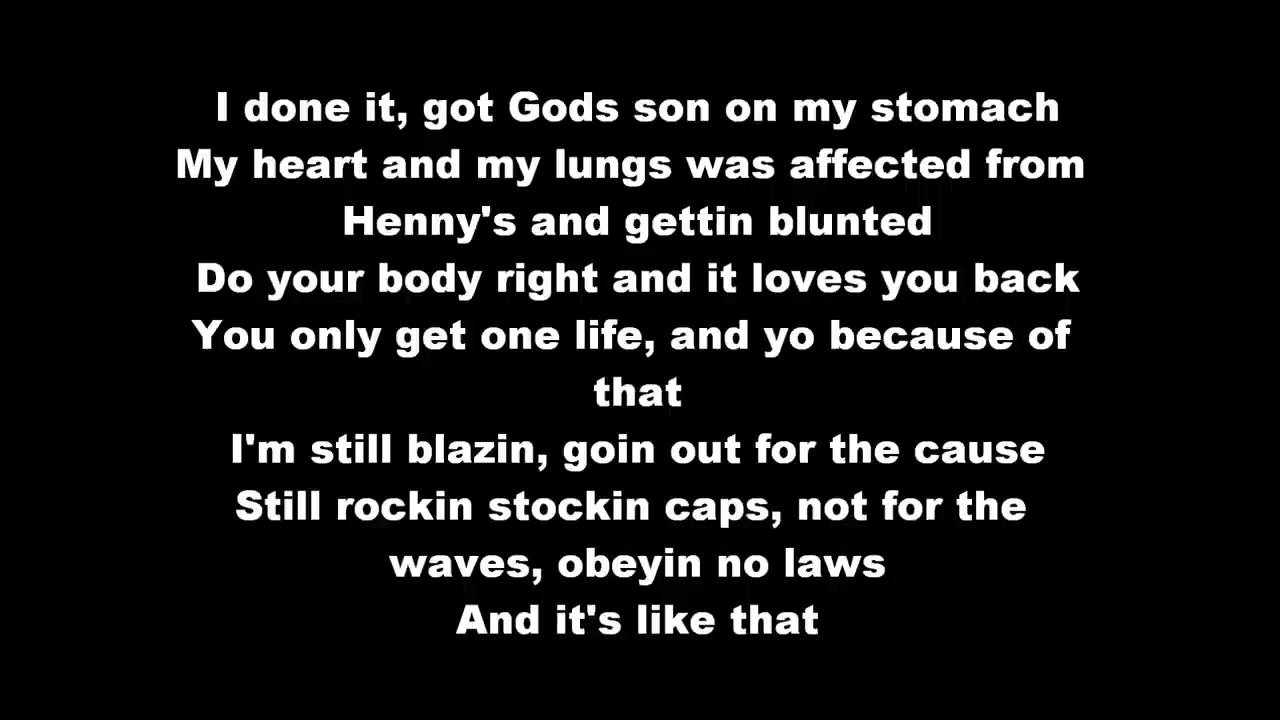 I done it, got Gods son on my stomach
My heart and my lungs was affected from
Henny's and gettin blunted
Do your body right and it loves you back
You only get one life, and yo because of
that
I'm still blazin, goin out for the cause
Still rockin stockin caps, not for the
waves, obeyin no laws
And it's like that